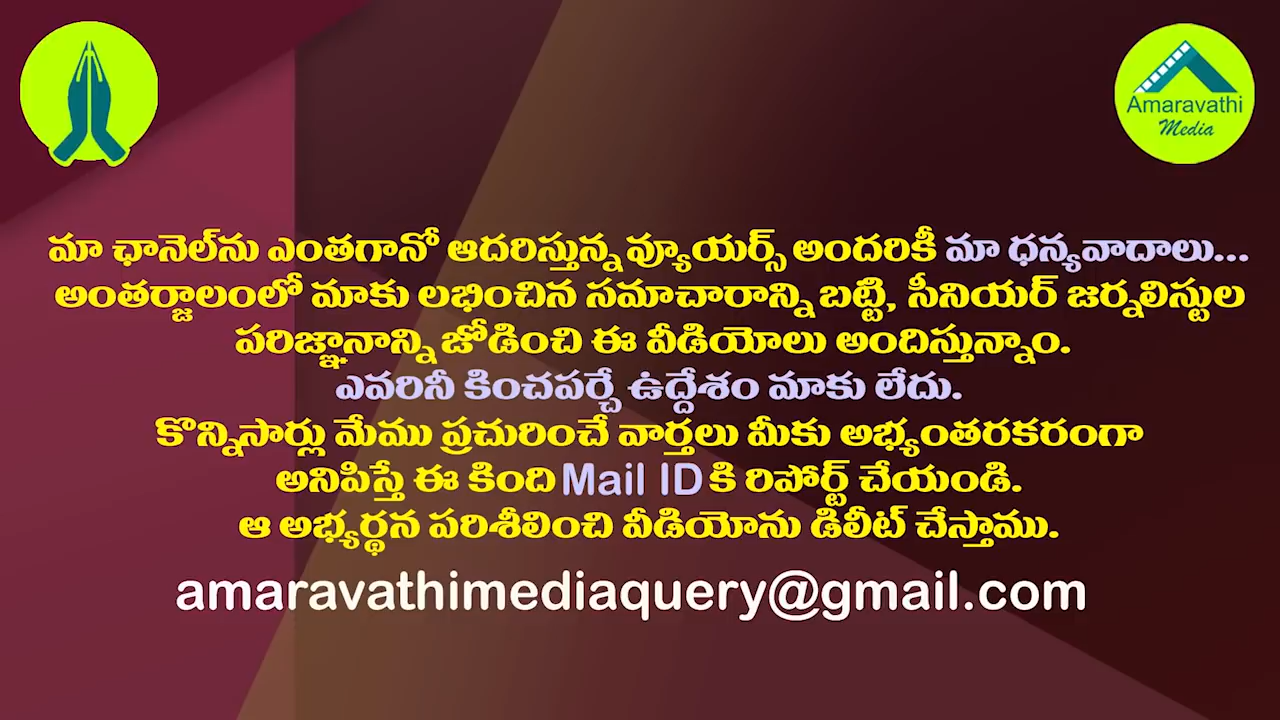 Amaravathi
Media
మా ఛానెల్‌ను ఎంతగానో ఆదరిస్తున్న వ్యూయర్స్ అందరికీ మా ధన్యవాదాలు...
అంతర్జాలంలో మాకు లభించిన సమాచారాన్ని బట్టి, సీనియర్ జర్నలిస్టుల
పరిజ్ఞానాన్ని జోడించి ఈ వీడియోలు అందిస్తున్నాం.
ఎవరినీ కించపర్చే ఉద్దేశం మాకు లేదు.
కొన్నిసార్లు మేము ప్రచురించే వార్తలు మీకు అభ్యంతరకరంగా
అనిపిస్తే ఈ కింది Mail ID కి రిపోర్ట్ చేయండి.
ఆ అభ్యర్థన పరిశీలించి వీడియోను డిలీట్ చేస్తాము.
amaravathimediaquery@gmail.com